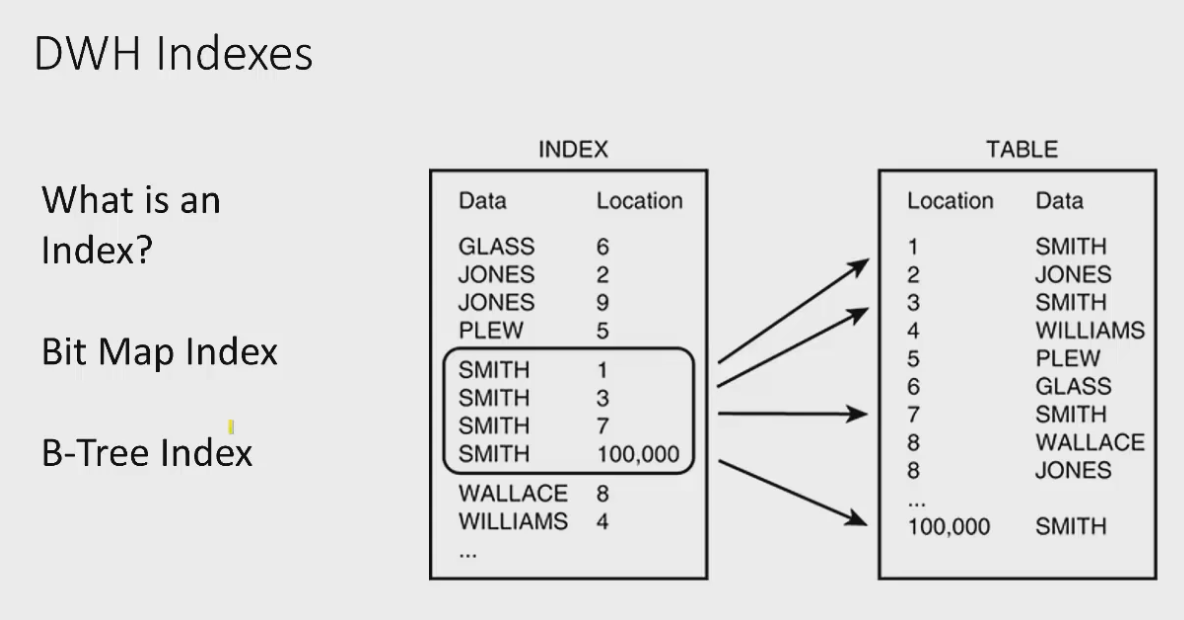 DWH Indexes
What is an
Index?
Bit Map Index
B-Tree Index
INDEX
Data Location
GLASS 6
JONES 2
JONES 9
PLEW 5
SMITH 1
SMITH 3
SMITH 7
SMITH 100,000
WALLACE 8
WILLIAMS 4
...
TABLE
Location Data
1 SMITH
2 JONES
3 SMITH
4 WILLIAMS
5 PLEW
6 GLASS
7 SMITH
8 WALLACE
8 JONES
...
100,000 SMITH